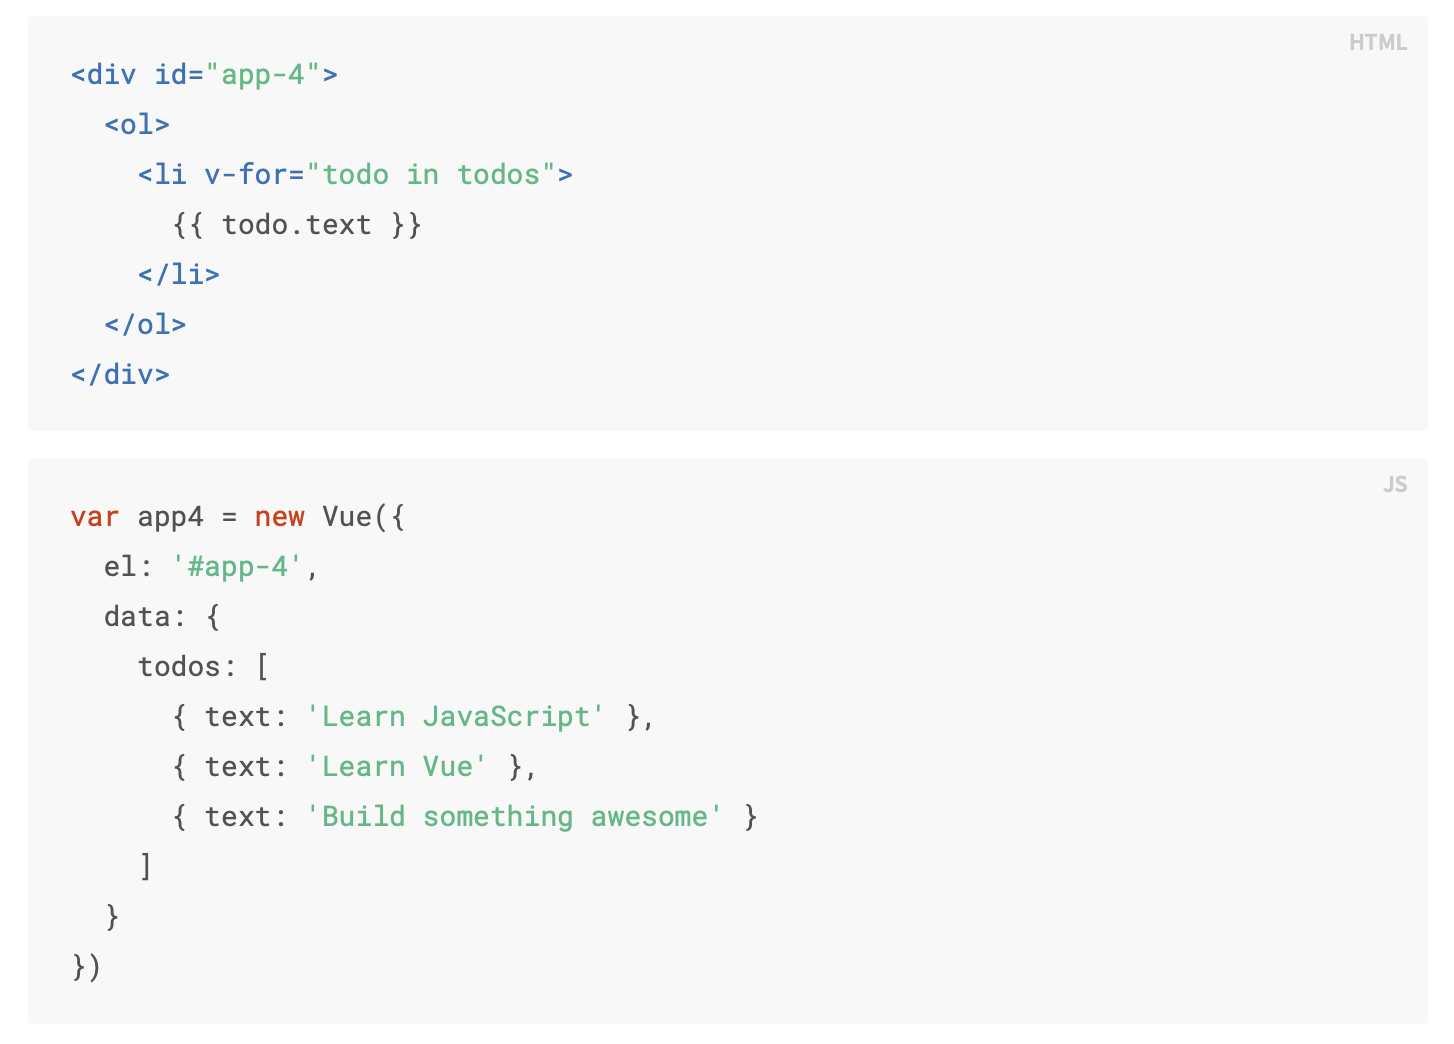 HTML
<div id="app-4">
  <ol>
    <li v-for="todo in todos">
      {{ todo.text }}
    </li>
  </ol>
</div>
JS
var app4 = new Vue({
  el: '#app-4',
  data: {
    todos: [
      { text: 'Learn JavaScript' },
      { text: 'Learn Vue' },
      { text: 'Build something awesome' }
    ]
  }
})